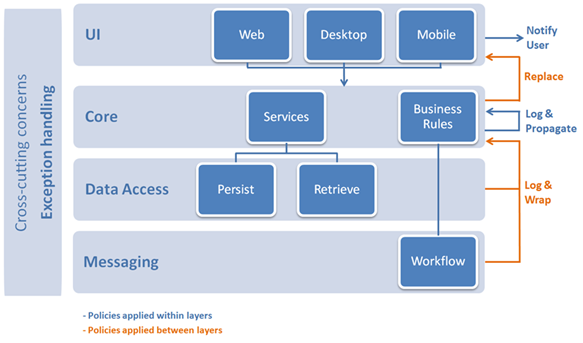 Cross-cutting concerns
Exception handling
UI
Web
Desktop
Mobile
Notify
User
Replace
Core
Services
Business
Rules
Log &
Propagate
Data Access
Persist
Retrieve
Log &
Wrap
Messaging
Workflow
- Policies applied within layers
- Policies applied between layers